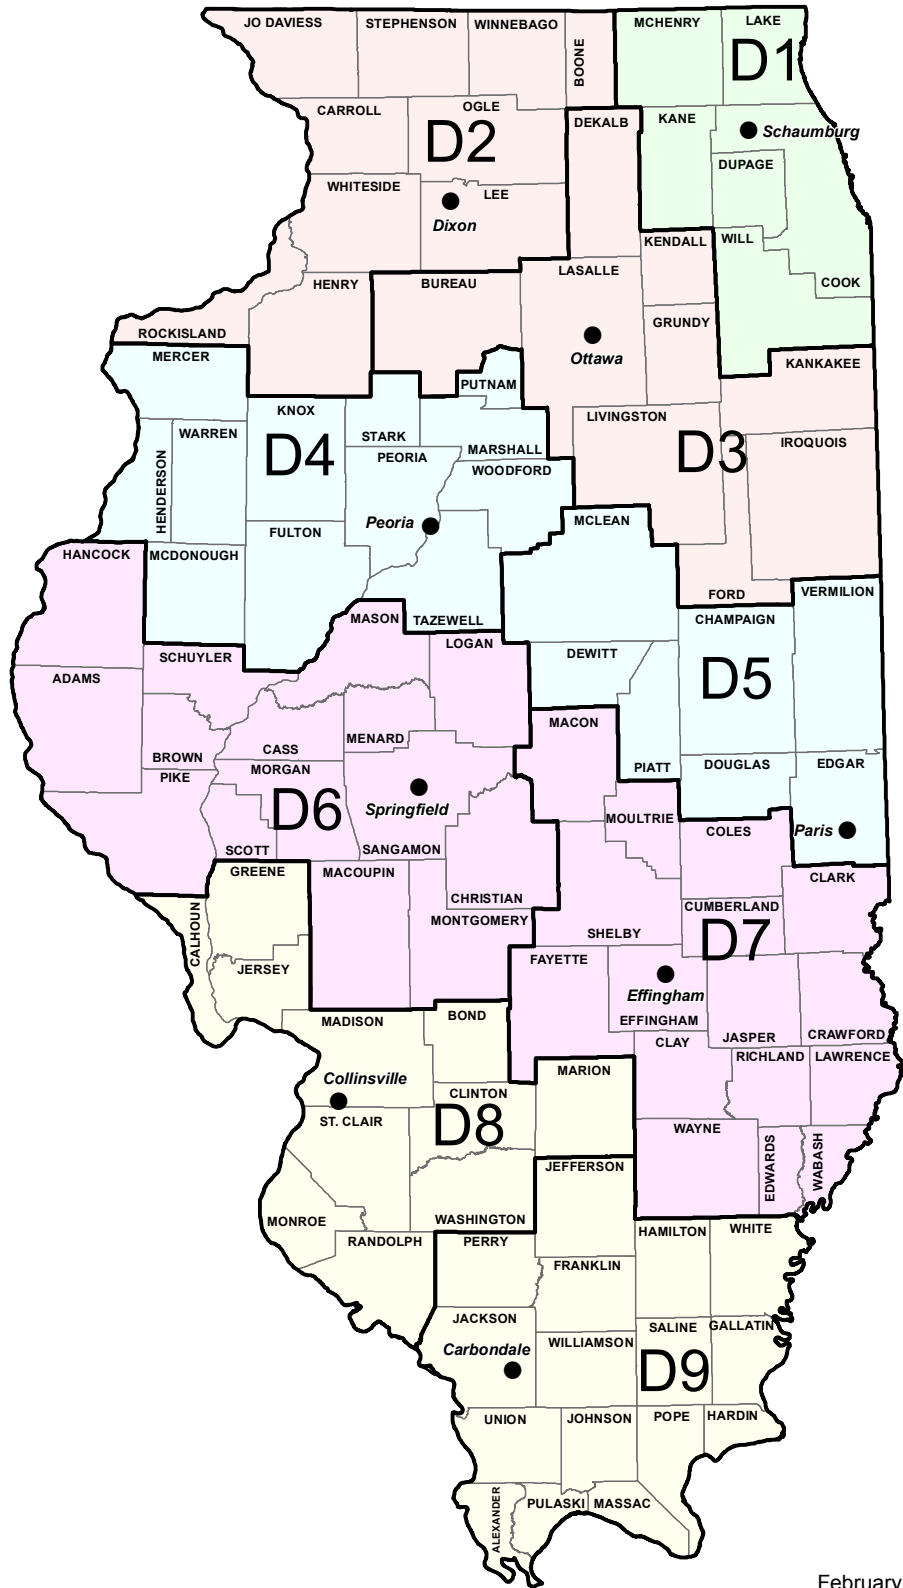 JO DAVIESS
STEPHENSON
WINNEBAGO
BOONE
MCHENRY
LAKE
D1
CARROLL
OGLE
D2
DEKALB
KANE
Schaumburg
DUPAGE
WHITESIDE
LEE
Dixon
KENDALL
WILL
COOK
HENRY
BUREAU
LASALLE
GRUNDY
Ottawa
ROCKISLAND
MERCER
KANKAKEE
PUTNAM
KNOX
STARK
LIVINGSTON
WARREN
D4
MARSHALL
D3
IROQUOIS
HENDERSON
PEORIA
WOODFORD
Peoria
FULTON
MCLEAN
HANCOCK
MCDONOUGH
FORD
VERMILION
MASON
TAZEWELL
CHAMPAIGN
SCHUYLER
LOGAN
DEWITT
ADAMS
D5
MACON
MENARD
CASS
BROWN
PIKE
MORGAN
PIATT
DOUGLAS
EDGAR
D6
Springfield
MOULTRIE
COLES
Paris
SCOTT
SANGAMON
GREENE
MACOUPIN
CLARK
CHRISTIAN
CUMBERLAND
MONTGOMERY
SHELBY
D7
CALHOUN
FAYETTE
JERSEY
Effingham
EFFINGHAM
MADISON
BOND
CLAY
JASPER
CRAWFORD
RICHLAND
LAWRENCE
MARION
Collinsville
CLINTON
ST. CLAIR
D8
WAYNE
EDWARDS
WABASH
JEFFERSON
MONROE
WASHINGTON
RANDOLPH
PERRY
HAMILTON
WHITE
FRANKLIN
JACKSON
SALINE
GALLATIN
Carbondale
WILLIAMSON
D9
UNION
JOHNSON
POPE
HARDIN
ALEXANDER
PULASKI
MASSAC
February